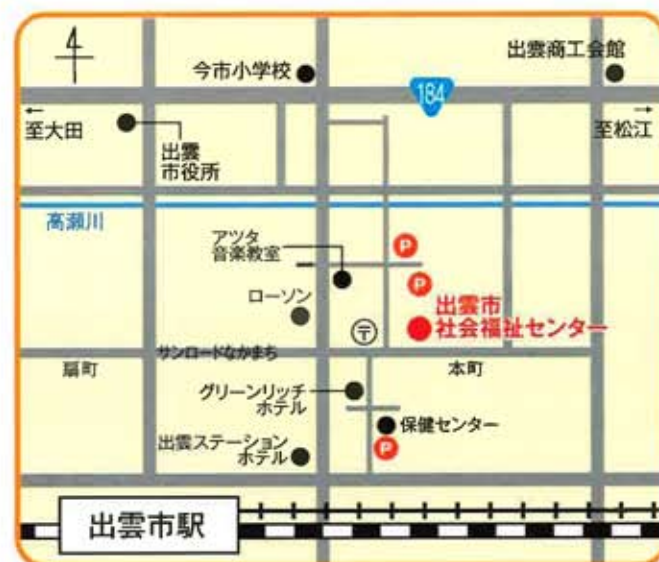 4
今市小学校
出雲商工会館
184
←
至大田
→
至松江
出雲
市役所
高瀬川
アツタ
音楽教室
P
P
ローソン
〒
出雲市
社会福祉センター
サンロードなかまち
扇町
本町
グリーンリッチ
ホテル
保健センター
P
出雲ステーション
ホテル
出雲市駅